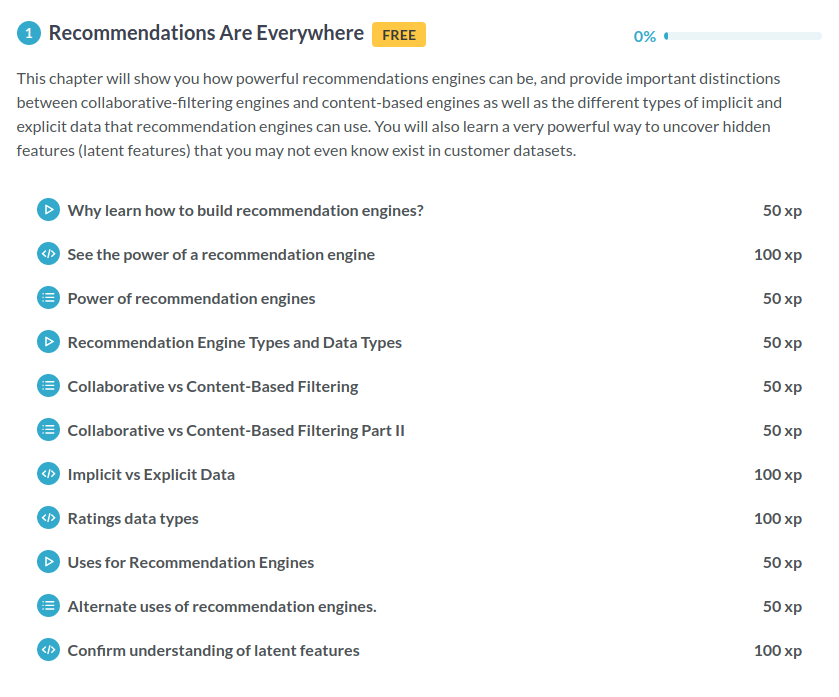 1 Recommendations Are Everywhere FREE 0%
This chapter will show you how powerful recommendations engines can be, and provide important distinctions
between collaborative-filtering engines and content-based engines as well as the different types of implicit and
explicit data that recommendation engines can use. You will also learn a very powerful way to uncover hidden
features (latent features) that you may not even know exist in customer datasets.
Why learn how to build recommendation engines? 50 xp
See the power of a recommendation engine 100 xp
Power of recommendation engines 50 xp
Recommendation Engine Types and Data Types 50 xp
Collaborative vs Content-Based Filtering 50 xp
Collaborative vs Content-Based Filtering Part II 50 xp
Implicit vs Explicit Data 100 xp
Ratings data types 100 xp
Uses for Recommendation Engines 50 xp
Alternate uses of recommendation engines. 50 xp
Confirm understanding of latent features 100 xp